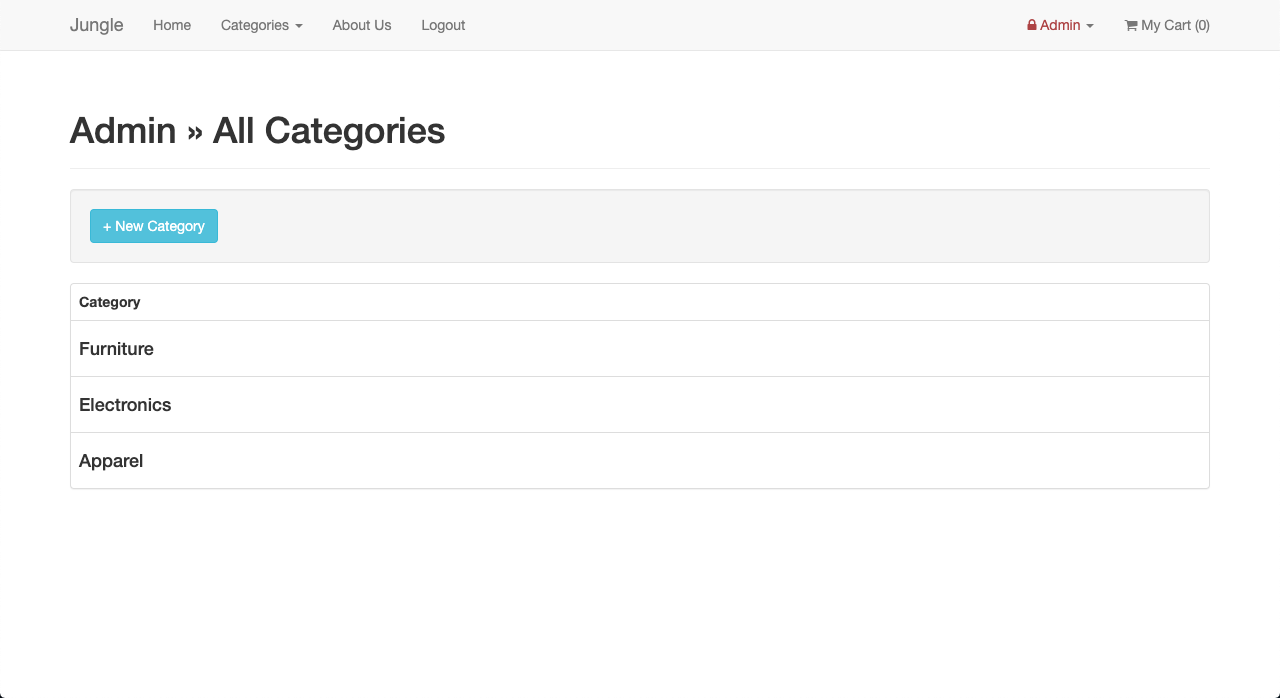 Jungle Home Categories About Us Logout Admin My Cart (0)
Admin » All Categories
+ New Category
Category
Furniture
Electronics
Apparel